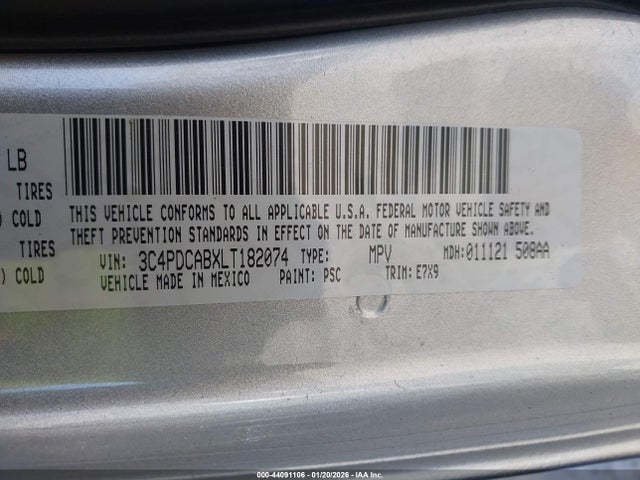 LB
TIRES
) COLD
TIRES
) COLD
THIS VEHICLE CONFORMS TO ALL APPLICABLE U.S.A. FEDERAL MOTOR VEHICLE SAFETY AND
THEFT PREVENTION STANDARDS IN EFFECT ON THE DATE OF MANUFACTURE SHOWN ABOVE.
VIN: 3C4PDCABXLT182074 TYPE: MPV MDH:011121 508AA
VEHICLE MADE IN MEXICO PAINT: PSC TRIM: E7X9
000-44091106 - 01/20/2026 - IAA Inc.